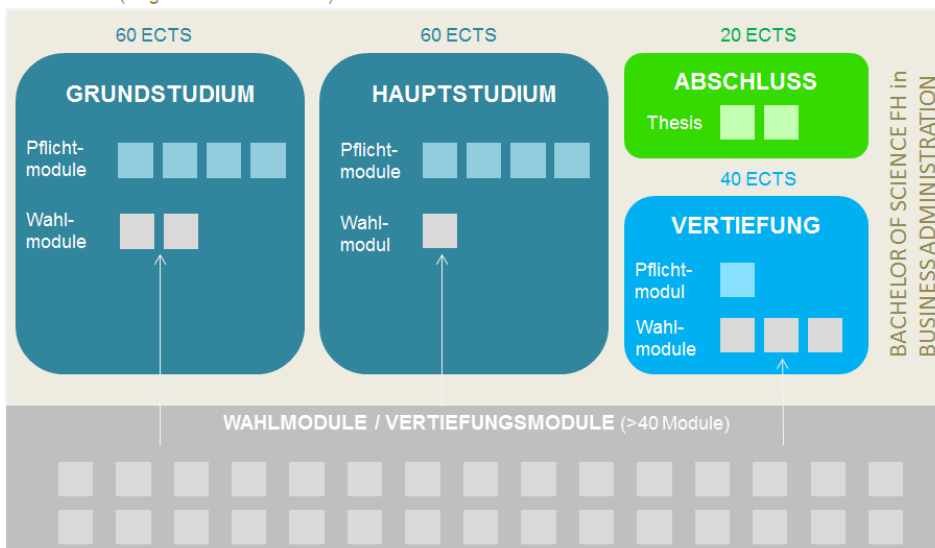 60 ECTS
GRUNDSTUDIUM
Pflicht-
module
Wahl-
module
60 ECTS
HAUPTSTUDIUM
Pflicht-
module
Wahl-
modul
20 ECTS
ABSCHLUSS
Thesis
40 ECTS
VERTIEFUNG
Pflicht-
modul
Wahl-
module
BACHELOR OF SCIENCE FH in
BUSINESS ADMINISTRATION
WAHLMODULE / VERTIEFUNGSMODULE (>40 Module)